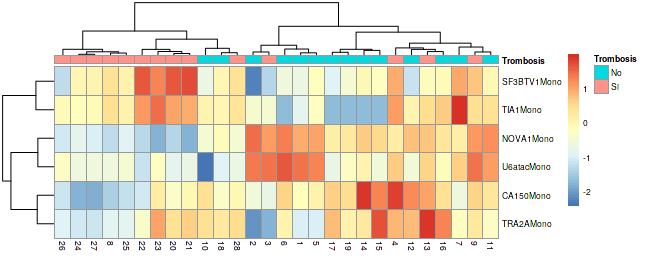 Trombosis
Trombosis
No
SI
SF3BTV1Mono
TIA1Mono
NOVA1Mono
U6atacMono
CA150Mono
TRA2AMono
1
0
-1
-2
26 24 27 8 25 22 23 20 21 10 18 28 2 3 6 1 5 17 19 14 15 4 12 13 16 7 9 11